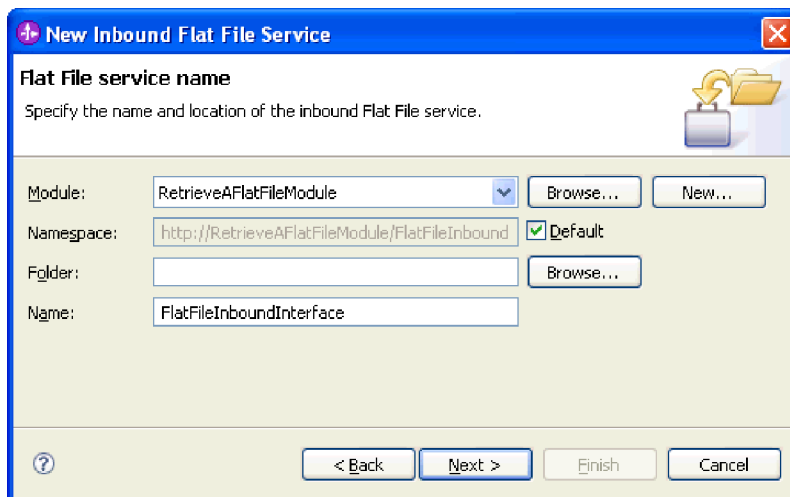 New Inbound Flat File Service
Flat File service name
Specify the name and location of the inbound Flat File service.
Module: RetrieveAFlatFileModule Browse... New...
Namespace: http://RetrieveAFlatFileModule/FlatFileInbound Default
Folder: Browse...
Name: FlatFileInboundInterface
? < Back Next > Finish Cancel